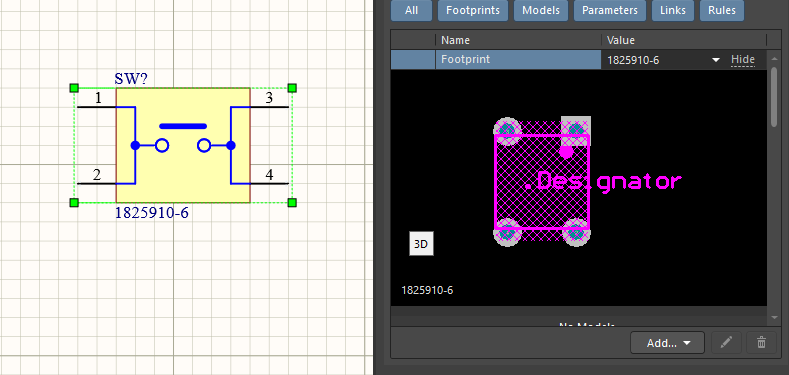 All Footprints Models Parameters Links Rules
Name Value
Footprint 1825910-6 Hide
SW?
1 3
2 4
1825910-6
.Designator
3D
1825910-6
No Models
Add...